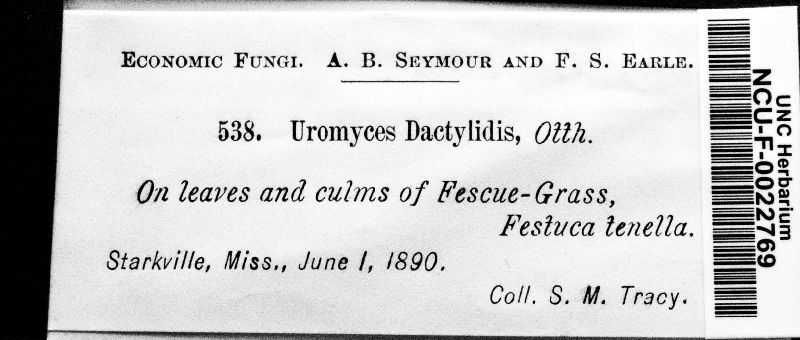 Economic Fungi. A. B. Seymour and F. S. Earle.
538. Uromyces Dactylidis, Otth.
On leaves and culms of Fescue-Grass,
Festuca tenella.
Starkville, Miss., June 1, 1890.
Coll. S. M. Tracy.
UNC Herbarium
NCU-F-0022769